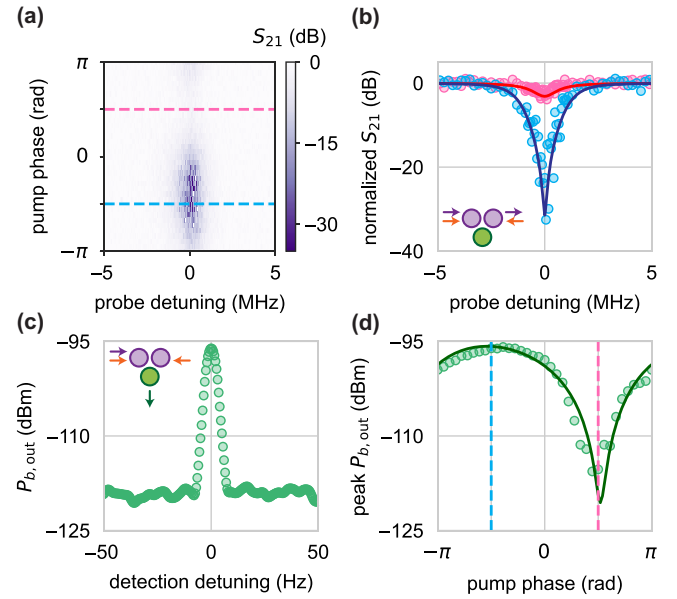 (a)
S21 (dB)
π
0
−π
pump phase (rad)
−5
0
5
probe detuning (MHz)
0
−15
−30
(b)
0
−20
−40
normalized S21 (dB)
−5
0
5
probe detuning (MHz)
(c)
−95
−110
−125
Pb, out (dBm)
−50
0
50
detection detuning (Hz)
(d)
−95
−110
−125
peak Pb, out (dBm)
−π
0
π
pump phase (rad)